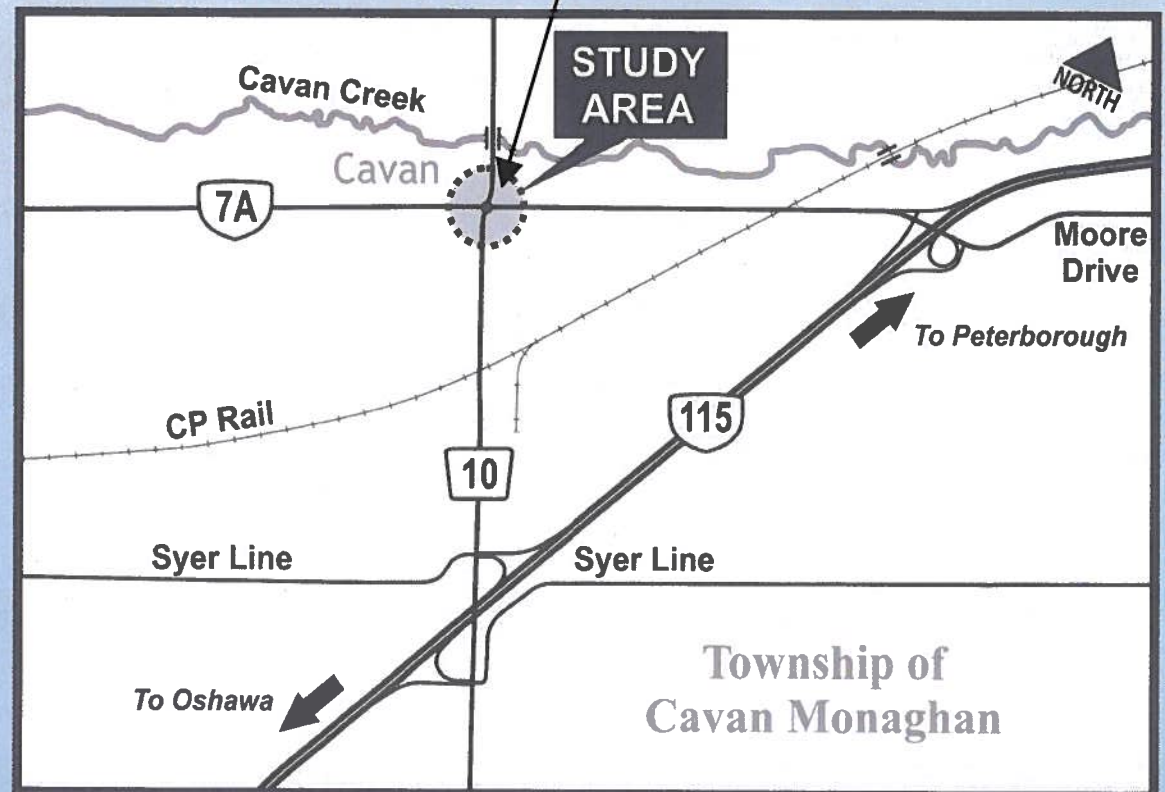 STUDY
AREA
NORTH
Cavan Creek
Cavan
7A
Moore
Drive
To Peterborough
115
CP Rail
10
Syer Line
Syer Line
Township of
Cavan Monaghan
To Oshawa